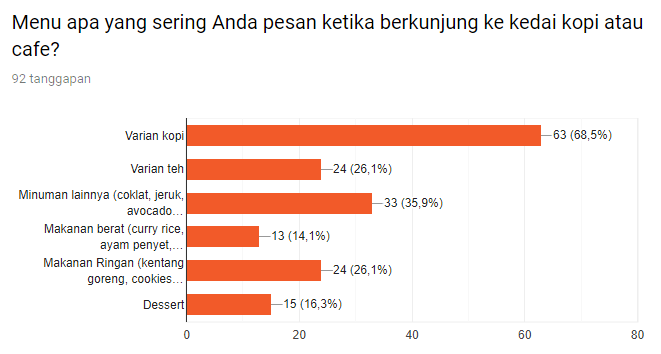 Menu apa yang sering Anda pesan ketika berkunjung ke kedai kopi atau
cafe?
92 tanggapan
Varian kopi
63 (68,5%)
Varian teh
24 (26,1%)
Minuman lainnya (coklat, jeruk,
avocado…
33 (35,9%)
Makanan berat (curry rice,
ayam penyet,…
13 (14,1%)
Makanan Ringan (kentang
goreng, cookies…
24 (26,1%)
Dessert
15 (16,3%)
0 20 40 60 80